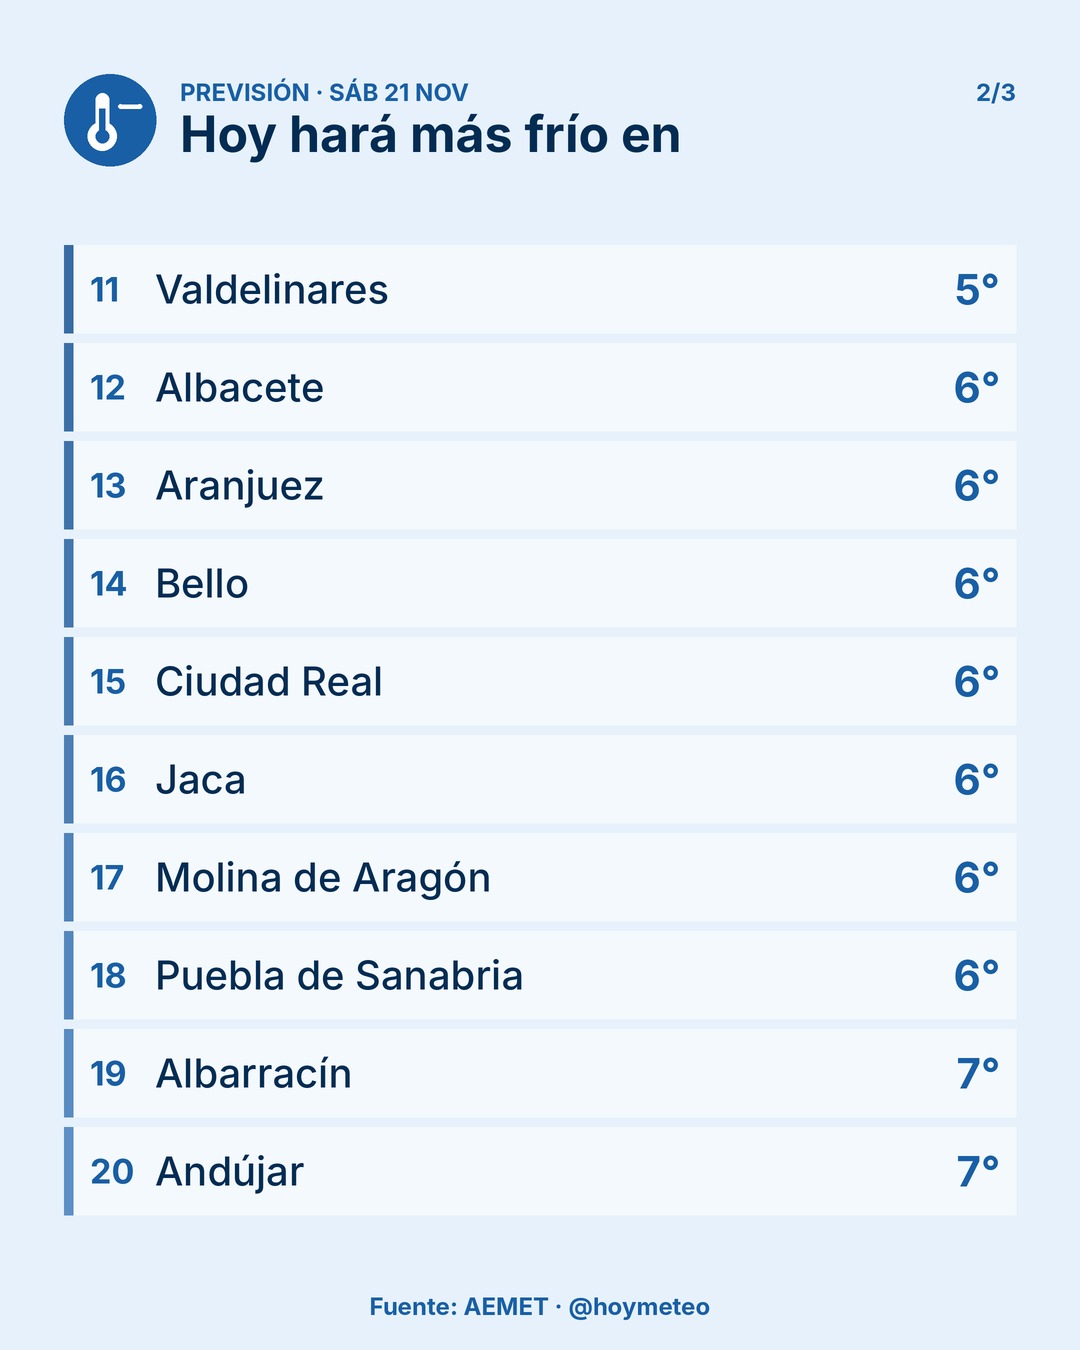 PREVISIÓN · SÁB 21 NOV
2/3
Hoy hará más frío en
11 Valdelinares 5°
12 Albacete 6°
13 Aranjuez 6°
14 Bello 6°
15 Ciudad Real 6°
16 Jaca 6°
17 Molina de Aragón 6°
18 Puebla de Sanabria 6°
19 Albarracín 7°
20 Andújar 7°
Fuente: AEMET · @hoymeteo